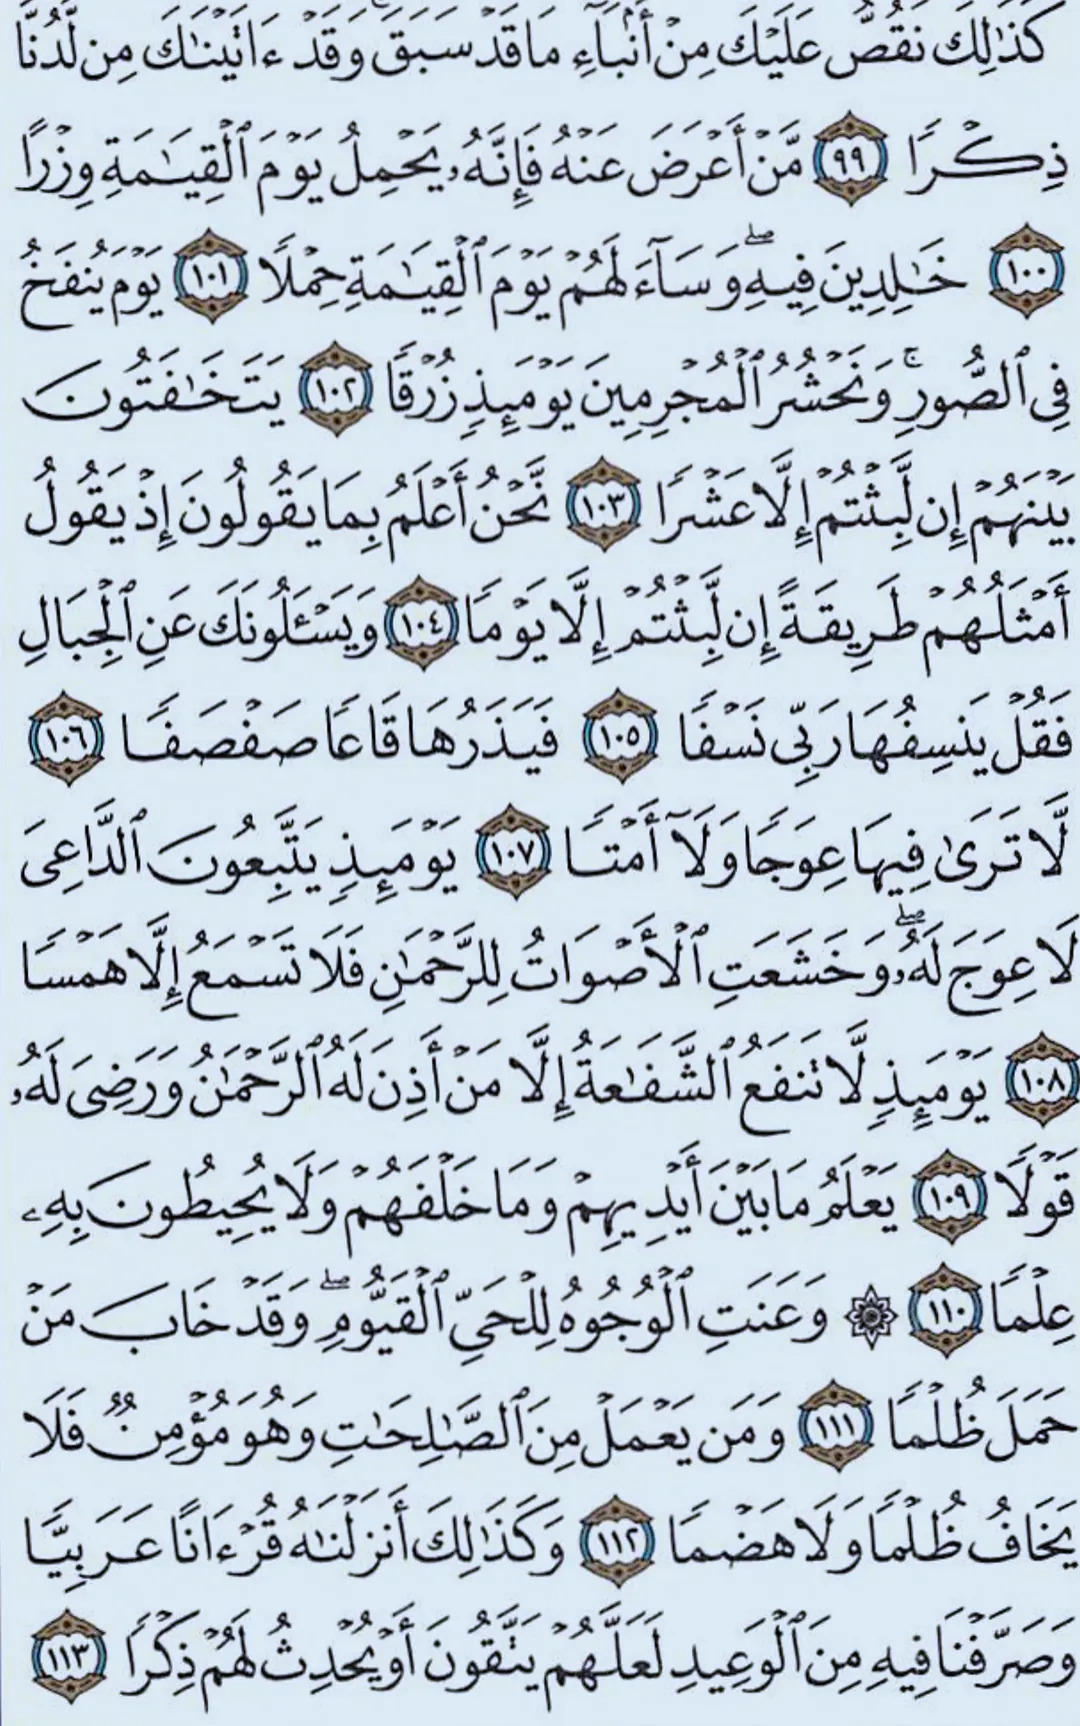 كَذَٰلِكَ نَقُصُّ عَلَيْكَ مِنْ أَنۢبَآءِ مَا قَدْ سَبَقَ ۚ وَقَدْ ءَاتَيْنَـٰكَ مِن لَّدُنَّا
ذِكْرًا ٩٩ مَّنْ أَعْرَضَ عَنْهُ فَإِنَّهُۥ يَحْمِلُ يَوْمَ ٱلْقِيَـٰمَةِ وِزْرًا
١٠٠ خَـٰلِدِينَ فِيهِ ۖ وَسَآءَ لَهُمْ يَوْمَ ٱلْقِيَـٰمَةِ حِمْلًا ١٠١ يَوْمَ يُنفَخُ
فِى ٱلصُّورِ ۚ وَنَحْشُرُ ٱلْمُجْرِمِينَ يَوْمَئِذٍ زُرْقًا ١٠٢ يَتَخَـٰفَتُونَ
بَيْنَهُمْ إِن لَّبِثْتُمْ إِلَّا عَشْرًا ١٠٣ نَّحْنُ أَعْلَمُ بِمَا يَقُولُونَ إِذْ يَقُولُ
أَمْثَلُهُمْ طَرِيقَةً إِن لَّبِثْتُمْ إِلَّا يَوْمًا ١٠٤ وَيَسْـَٔلُونَكَ عَنِ ٱلْجِبَالِ
فَقُلْ يَنسِفُهَا رَبِّى نَسْفًا ١٠٥ فَيَذَرُهَا قَاعًا صَفْصَفًا ١٠٦
لَّا تَرَىٰ فِيهَا عِوَجًا وَلَآ أَمْتًا ١٠٧ يَوْمَئِذٍ يَتَّبِعُونَ ٱلدَّاعِىَ
لَا عِوَجَ لَهُۥ ۖ وَخَشَعَتِ ٱلْأَصْوَاتُ لِلرَّحْمَـٰنِ فَلَا تَسْمَعُ إِلَّا هَمْسًا
١٠٨ يَوْمَئِذٍ لَّا تَنفَعُ ٱلشَّفَـٰعَةُ إِلَّا مَنْ أَذِنَ لَهُ ٱلرَّحْمَـٰنُ وَرَضِىَ لَهُۥ
قَوْلًا ١٠٩ يَعْلَمُ مَا بَيْنَ أَيْدِيهِمْ وَمَا خَلْفَهُمْ وَلَا يُحِيطُونَ بِهِۦ
عِلْمًا ١١٠ ۞ وَعَنَتِ ٱلْوُجُوهُ لِلْحَىِّ ٱلْقَيُّومِ ۖ وَقَدْ خَابَ مَنْ
حَمَلَ ظُلْمًا ١١١ وَمَن يَعْمَلْ مِنَ ٱلصَّـٰلِحَـٰتِ وَهُوَ مُؤْمِنٌ فَلَا
يَخَافُ ظُلْمًا وَلَا هَضْمًا ١١٢ وَكَذَٰلِكَ أَنزَلْنَـٰهُ قُرْءَانًا عَرَبِيًّا
وَصَرَّفْنَا فِيهِ مِنَ ٱلْوَعِيدِ لَعَلَّهُمْ يَتَّقُونَ أَوْ يُحْدِثُ لَهُمْ ذِكْرًا ١١٣